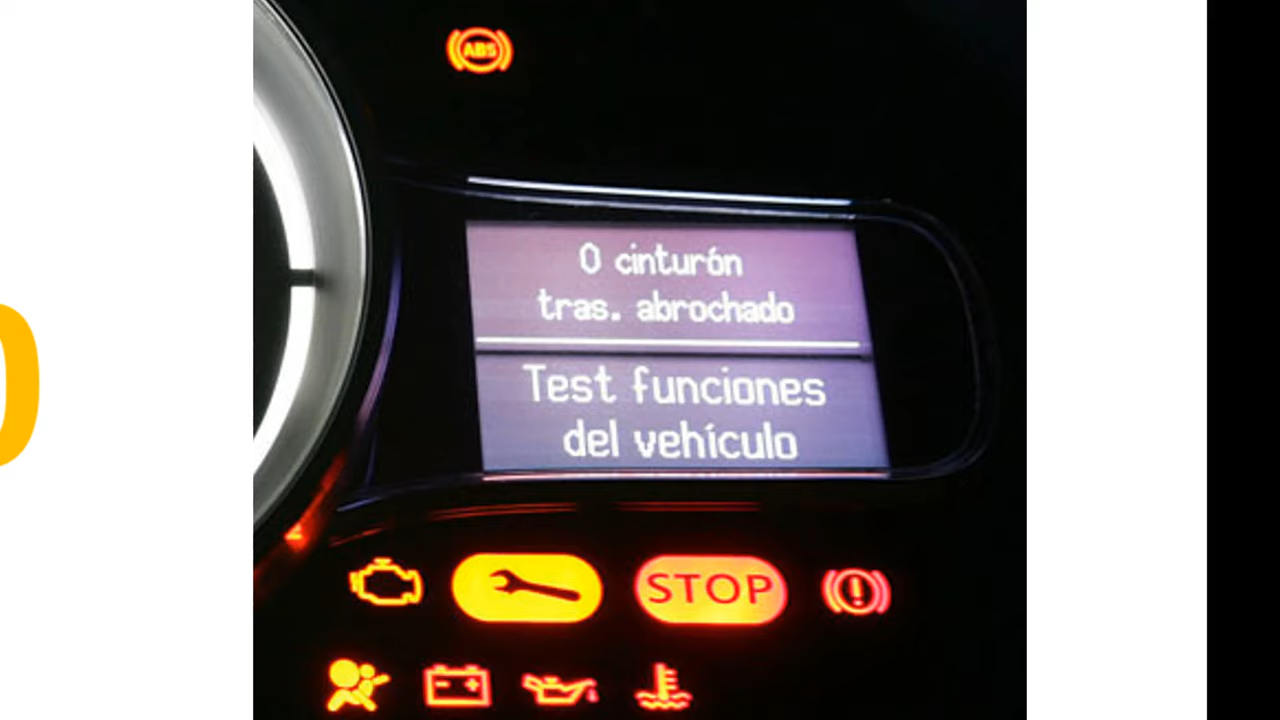 ABS
0 cinturón
tras. abrochado
Test funciones
del vehículo
STOP